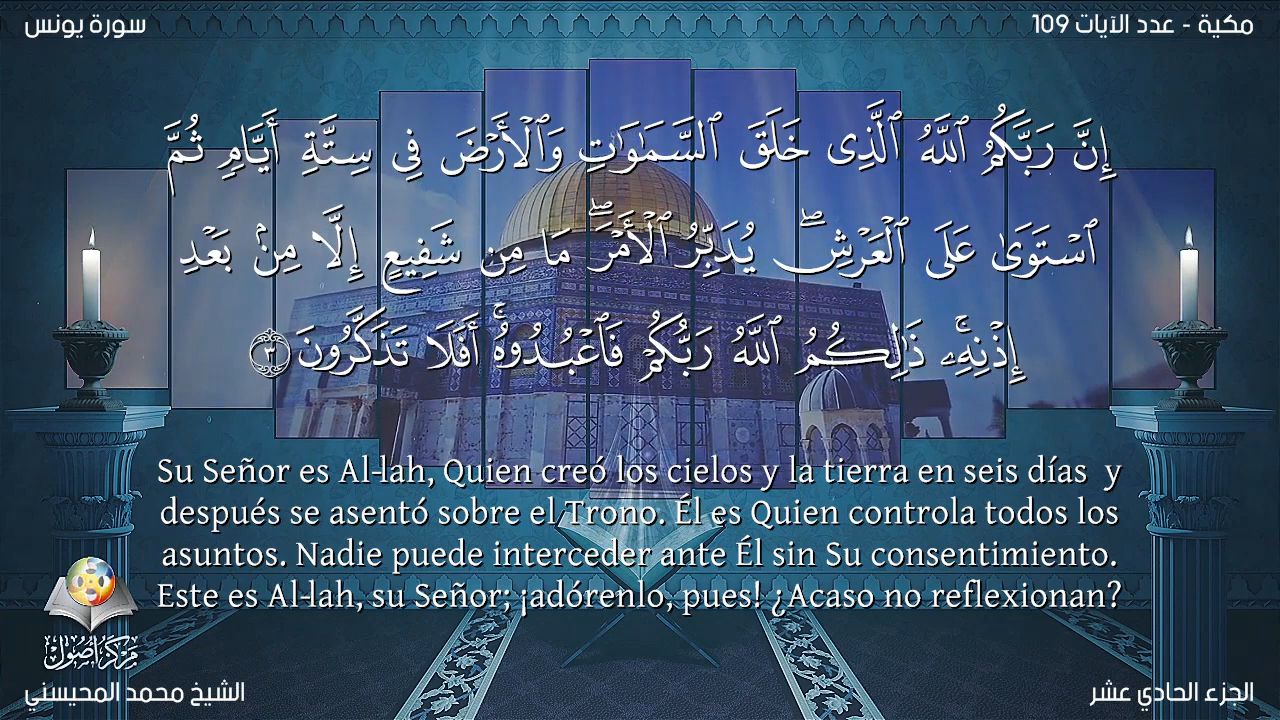 سورة يونس
مكية - عدد الآيات 109
إِنَّ رَبَّكُمُ ٱللَّهُ ٱلَّذِى خَلَقَ ٱلسَّمَـٰوَٰتِ وَٱلْأَرْضَ فِى سِتَّةِ أَيَّامٍ ثُمَّ
ٱسْتَوَىٰ عَلَى ٱلْعَرْشِ ۖ يُدَبِّرُ ٱلْأَمْرَ ۖ مَا مِن شَفِيعٍ إِلَّا مِنۢ بَعْدِ
إِذْنِهِۦ ۚ ذَٰلِكُمُ ٱللَّهُ رَبُّكُمْ فَٱعْبُدُوهُ ۚ أَفَلَا تَذَكَّرُونَ ٣
Su Señor es Al-lah, Quien creó los cielos y la tierra en seis días y
después se asentó sobre el Trono. Él es Quien controla todos los
asuntos. Nadie puede interceder ante Él sin Su consentimiento.
Este es Al-lah, su Señor; ¡adórenlo, pues! ¿Acaso no reflexionan?
مركز أصول
الشيخ محمد المحيسني
الجزء الحادي عشر